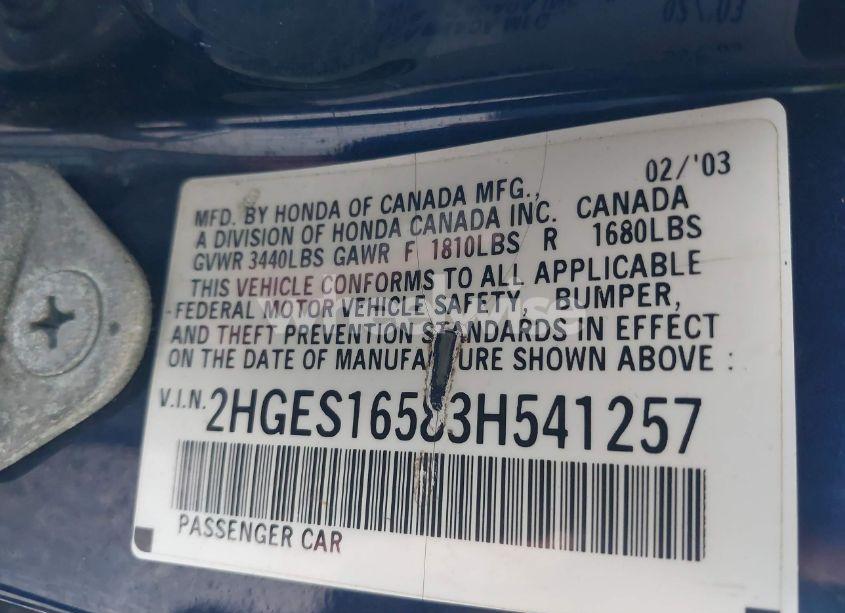 02/'03
MFD. BY HONDA OF CANADA MFG.,
A DIVISION OF HONDA CANADA INC. CANADA
GVWR 3440LBS GAWR F 1810LBS R 1680LBS
THIS VEHICLE CONFORMS TO ALL APPLICABLE
FEDERAL MOTOR VEHICLE SAFETY, BUMPER,
AND THEFT PREVENTION STANDARDS IN EFFECT
ON THE DATE OF MANUFACTURE SHOWN ABOVE :
V.I.N. 2HGES16583H541257
PASSENGER CAR